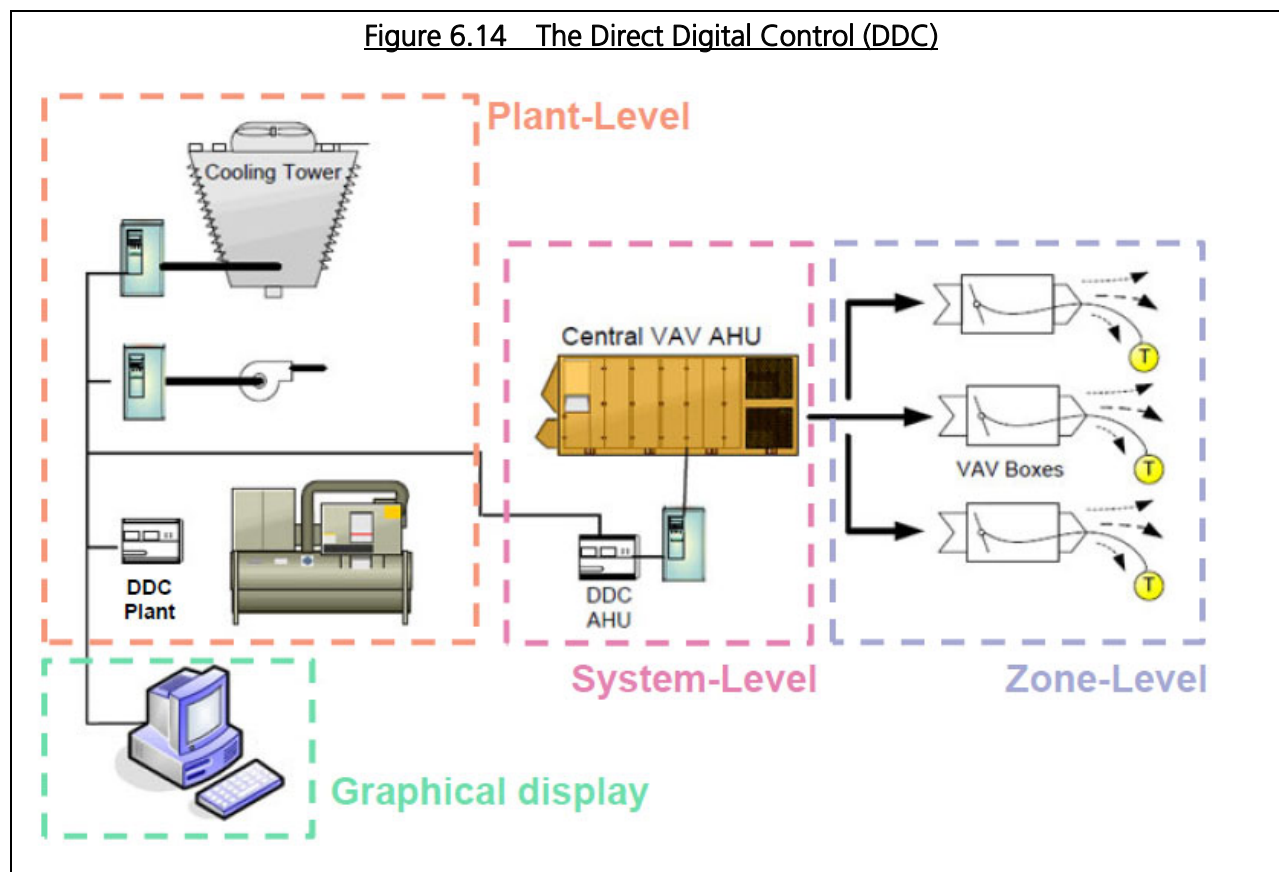 Figure 6.14 The Direct Digital Control (DDC)
Plant-Level
Cooling Tower
Central VAV AHU
T
T
VAV Boxes
T
DDC
Plant
DDC
AHU
System-Level
Zone-Level
Graphical display